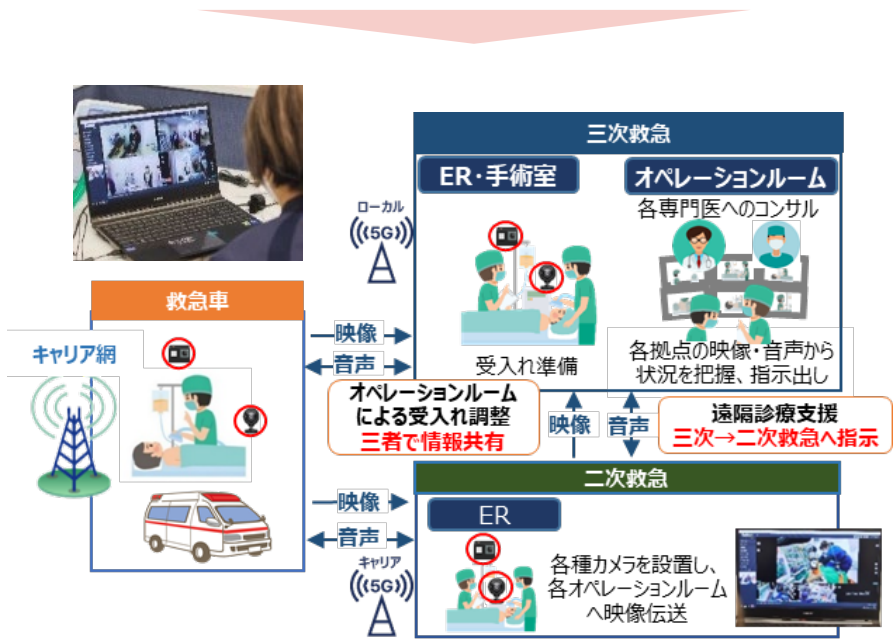 三次救急
ER・手術室
オペレーションルーム
各専門医へのコンサル
ローカル
((5G))
救急車
キャリア網
映像
音声
受入れ準備
各拠点の映像・音声から
状況を把握、指示出し
オペレーションルーム
による受入れ調整
三者で情報共有
映像
音声
遠隔診療支援
三次→二次救急へ指示
二次救急
ER
映像
音声
キャリア
((5G))
各種カメラを設置し、
各オペレーションルーム
へ映像伝送